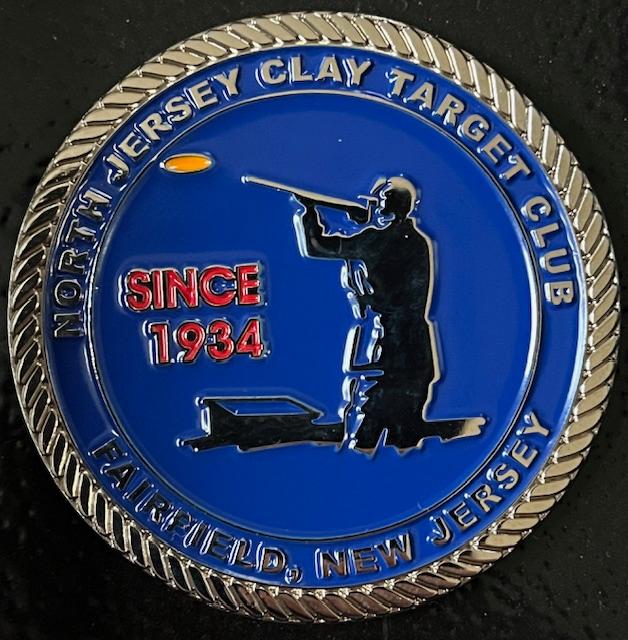 NORTH JERSEY CLAY TARGET CLUB
SINCE
1934
FAIRFIELD, NEW JERSEY